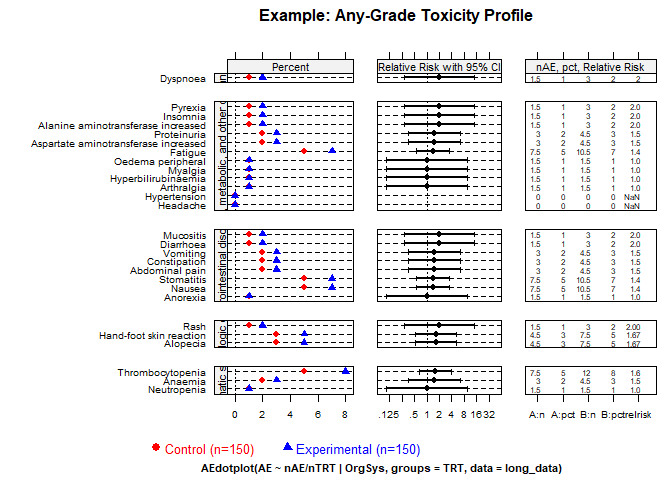 Example: Any-Grade Toxicity Profile
Percent
Relative Risk with 95% CI
nAE, pct, Relative Risk
Dyspnoea
1.5 1 3 2 2
metabolic, and other
Pyrexia 1.5 1 3 2 2.0
Insomnia 1.5 1 3 2 2.0
Alanine aminotransferase increased 1.5 1 3 2 2.0
Proteinuria 3 2 4.5 3 1.5
Aspartate aminotransferase increased 3 2 4.5 3 1.5
Fatigue 7.5 5 10.5 7 1.4
Oedema peripheral 1.5 1 1.5 1 1.0
Myalgia 1.5 1 1.5 1 1.0
Hyperbilirubinaemia 1.5 1 1.5 1 1.0
Arthralgia 1.5 1 1.5 1 1.0
Hypertension 0 0 0 0 NaN
Headache 0 0 0 0 NaN
Mucositis 1.5 1 3 2 2.0
Diarrhoea 1.5 1 3 2 2.0
Vomiting 3 2 4.5 3 1.5
Constipation 3 2 4.5 3 1.5
Abdominal pain 3 2 4.5 3 1.5
Stomatitis 7.5 5 10.5 7 1.4
Nausea 7.5 5 10.5 7 1.4
Anorexia 1.5 1 1.5 1 1.0
Rash 1.5 1 3 2 2.00
Hand-foot skin reaction 4.5 3 7.5 5 1.67
Alopecia 4.5 3 7.5 5 1.67
Thrombocytopenia 7.5 5 12 8 1.6
Anaemia 3 2 4.5 3 1.5
Neutropenia 1.5 1 1.5 1 1.0
0 2 4 6 8
.125 .5 1 2 4 8 16 32
A:n A:pct B:n B:pct relrisk
Control (n=150) Experimental (n=150)
AEdotplot(AE ~ nAE/nTRT | OrgSys, groups = TRT, data = long_data)